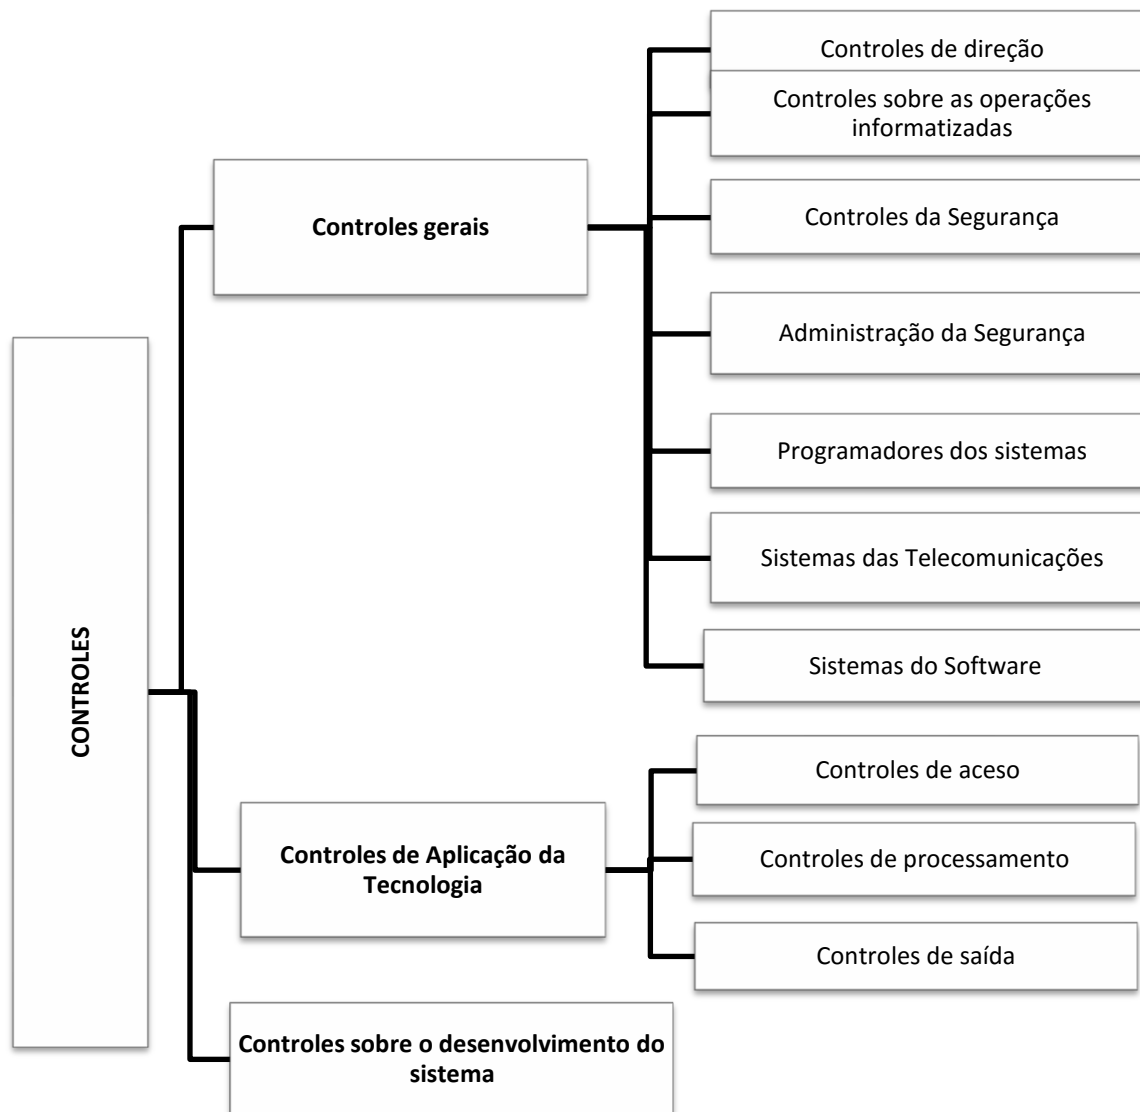 Controles de direção
Controles sobre as operações
informatizadas
Controles gerais
Controles da Segurança
Administração da Segurança
Programadores dos sistemas
Sistemas das Telecomunicações
Sistemas do Software
CONTROLES
Controles de aceso
Controles de Aplicação da
Tecnologia
Controles de processamento
Controles de saída
Controles sobre o desenvolvimento do
sistema